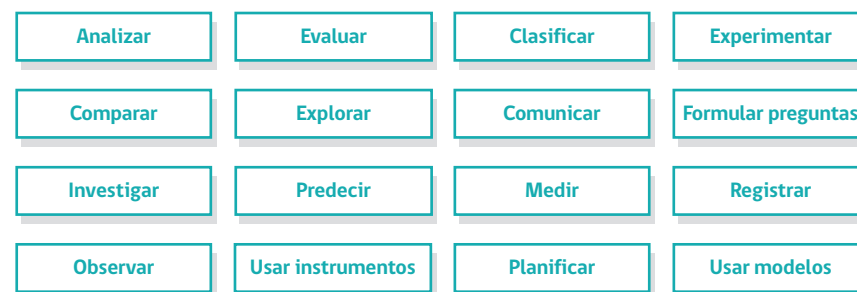 Analizar
Evaluar
Clasificar
Experimentar
Comparar
Explorar
Comunicar
Formular preguntas
Investigar
Predecir
Medir
Registrar
Observar
Usar instrumentos
Planificar
Usar modelos